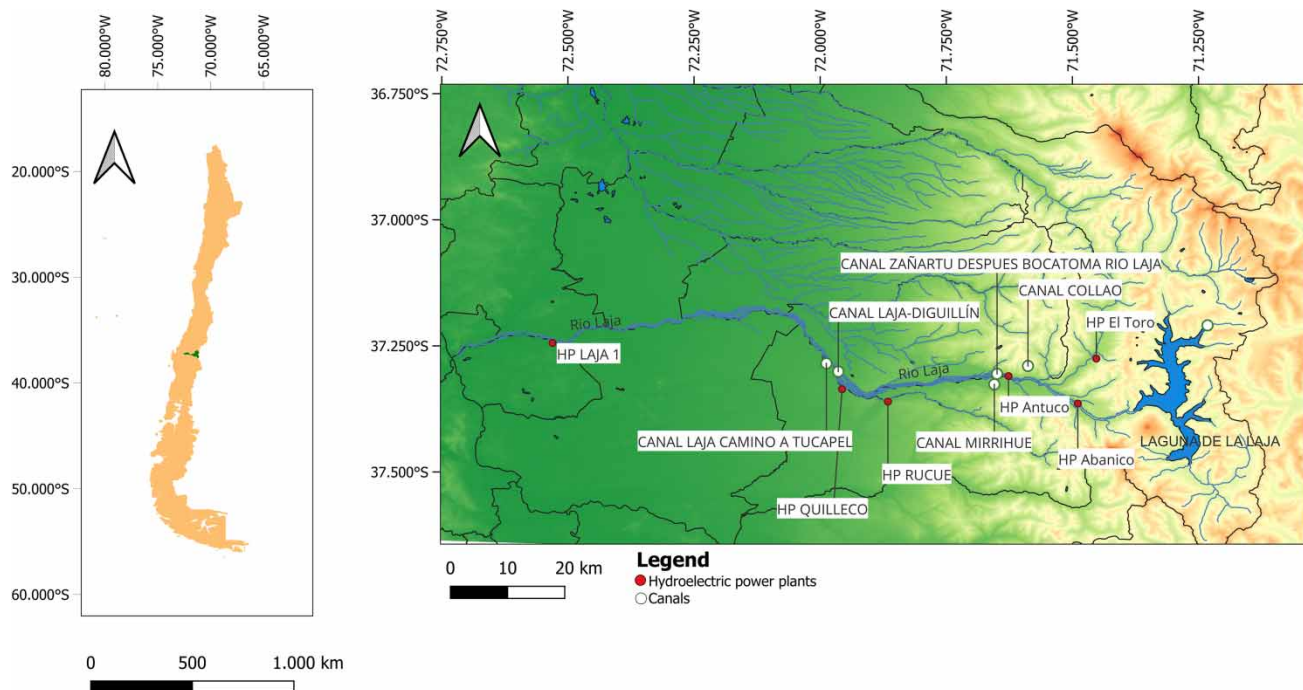 80.000°W
75.000°W
70.000°W
65.000°W
20.000°S
30.000°S
40.000°S
50.000°S
60.000°S
0 500 1.000 km
72.750°W
72.500°W
72.250°W
72.000°W
71.750°W
71.500°W
71.250°W
36.750°S
37.000°S
37.250°S
37.500°S
CANAL ZAÑARTU DESPUES BOCATOMA RIO LAJA
CANAL COLLAO
CANAL LAJA-DIGUILLÍN
HP El Toro
Rio Laja
HP LAJA 1
Rio Laja
HP Antuco
CANAL LAJA CAMINO A TUCAPEL
CANAL MIRRIHUE
LAGUNA DE LA LAJA
HP Abanico
HP RUCUE
HP QUILLECO
0 10 20 km
Legend
Hydroelectric power plants
Canals